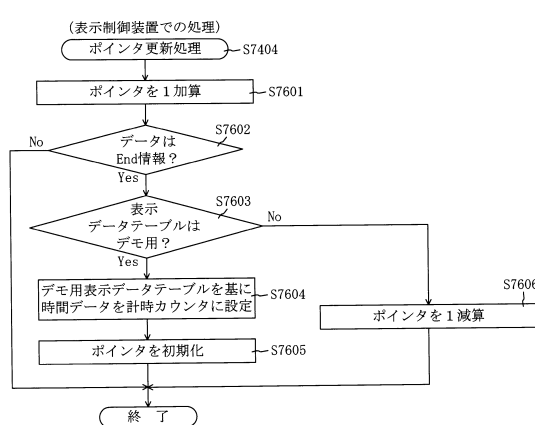 (表示制御装置での処理)
ポインタ更新処理
S7404
ポインタを1加算
S7601
S7602
No
データは
End情報?
Yes
S7603
表示
データテーブルは
デモ用?
No
Yes
デモ用表示データテーブルを基に
時間データを計時カウンタに設定
S7604
S7606
ポインタを1減算
ポインタを初期化
S7605
終 了